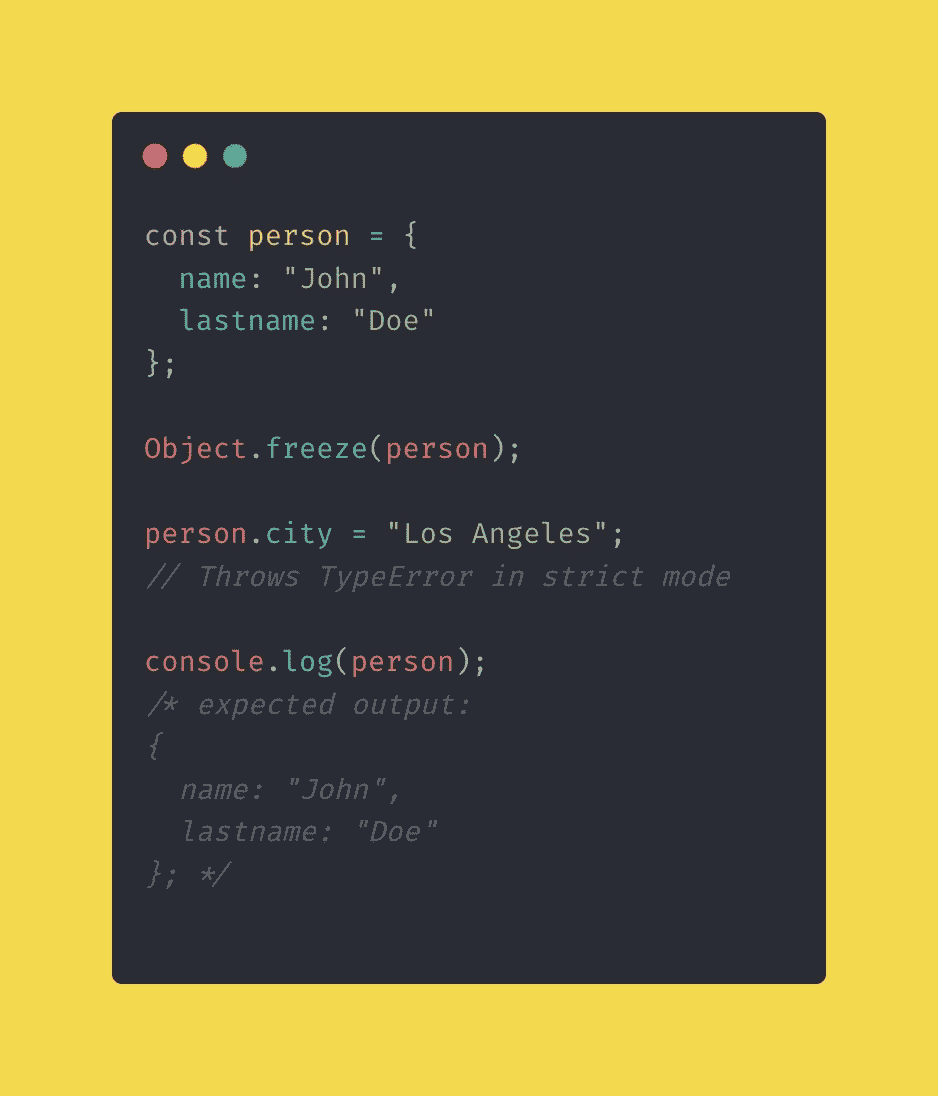 const person = {
  name: "John",
  lastname: "Doe"
};

Object.freeze(person);

person.city = "Los Angeles";
// Throws TypeError in strict mode

console.log(person);
/* expected output:
{
  name: "John",
  lastname: "Doe"
}; */